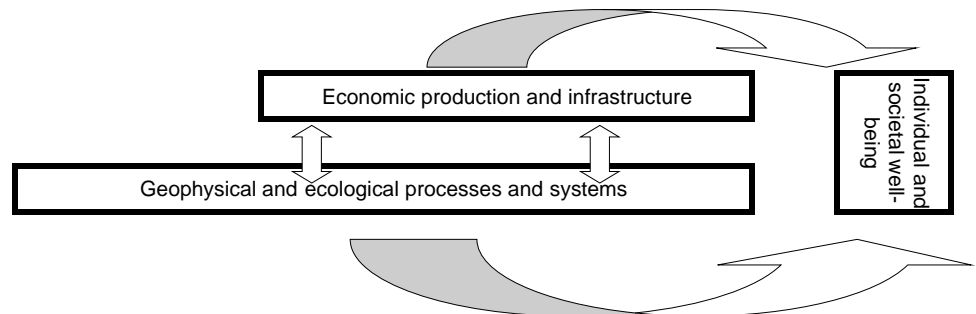 Economic production and infrastructure
Individual and
societal well-
being
Geophysical and ecological processes and systems